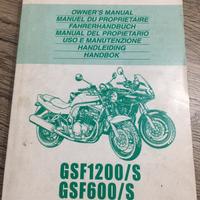 OWNER'S MANUAL
MANUEL DU PROPRIETAIRE
FAHRERHANDBUCH
MANUAL DEL PROPIETARIO
USO E MANUTENZIONE
HANDLEIDING
HANDBOK
GSF1200/S
GSF600/S